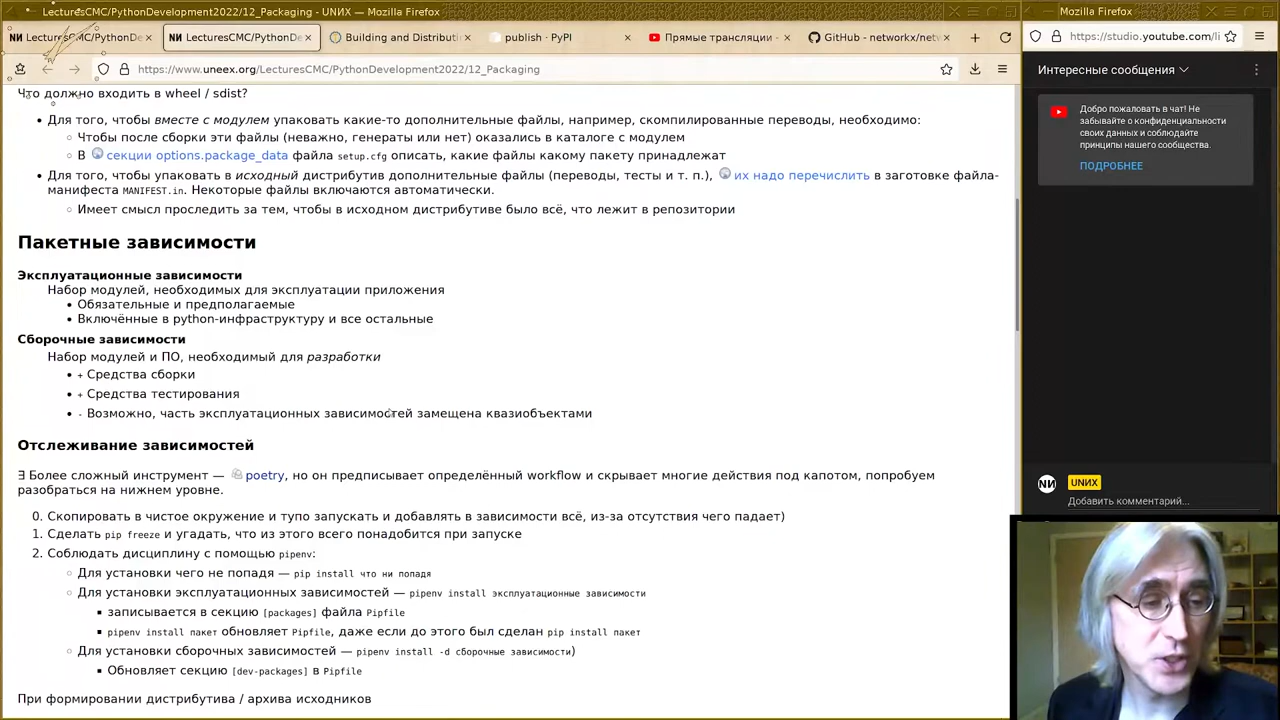 LecturesCMC/PythonDevelopment2022/12_Packaging - UNИX — Mozilla Firefox
Mozilla Firefox
LecturesCMC/PythonDe
LecturesCMC/PythonDe
Building and Distributi
publish · PyPI
Прямые трансляции -
GitHub - networkx/netw
https://studio.youtube.com/li
https://www.uneex.org/LecturesCMC/PythonDevelopment2022/12_Packaging
Интересные сообщения
Что должно входить в wheel / sdist?
Для того, чтобы вместе с модулем упаковать какие-то дополнительные файлы, например, скомпилированные переводы, необходимо:
Чтобы после сборки эти файлы (неважно, генераты или нет) оказались в каталоге с модулем
В секции options.package_data файла setup.cfg описать, какие файлы какому пакету принадлежат
Для того, чтобы упаковать в исходный дистрибутив дополнительные файлы (переводы, тесты и т. п.), их надо перечислить в заготовке файла-
манифеста MANIFEST.in. Некоторые файлы включаются автоматически.
Имеет смысл проследить за тем, чтобы в исходном дистрибутиве было всё, что лежит в репозитории
Пакетные зависимости
Эксплуатационные зависимости
Набор модулей, необходимых для эксплуатации приложения
Обязательные и предполагаемые
Включённые в python-инфраструктуру и все остальные
Сборочные зависимости
Набор модулей и ПО, необходимый для разработки
+ Средства сборки
+ Средства тестирования
- Возможно, часть эксплуатационных зависимостей замещена квазиобъектами
Отслеживание зависимостей
∃ Более сложный инструмент — poetry, но он предписывает определённый workflow и скрывает многие действия под капотом, попробуем
разобраться на нижнем уровне.
0. Скопировать в чистое окружение и тупо запускать и добавлять в зависимости всё, из-за отсутствия чего падает)
1. Сделать pip freeze и угадать, что из этого всего понадобится при запуске
2. Соблюдать дисциплину с помощью pipenv:
Для установки чего не попадя — pip install что ни попадя
Для установки эксплуатационных зависимостей — pipenv install эксплуатационные зависимости
записывается в секцию [packages] файла Pipfile
pipenv install пакет обновляет Pipfile, даже если до этого был сделан pip install пакет
Для установки сборочных зависимостей — pipenv install -d сборочные зависимости)
Обновляет секцию [dev-packages] в Pipfile
При формировании дистрибутива / архива исходников
Добро пожаловать в чат! Не
забывайте о конфиденциальности
своих данных и соблюдайте
принципы нашего сообщества.
ПОДРОБНЕЕ
NИ
UNИX
Добавить комментарий...